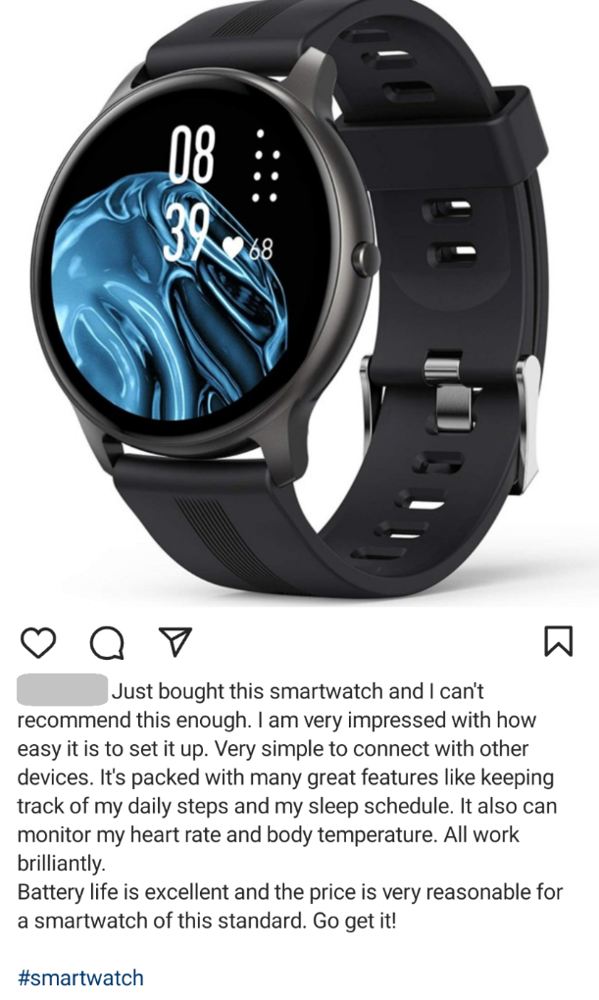 08
39
68
Just bought this smartwatch and I can't
recommend this enough. I am very impressed with how
easy it is to set it up. Very simple to connect with other
devices. It's packed with many great features like keeping
track of my daily steps and my sleep schedule. It also can
monitor my heart rate and body temperature. All work
brilliantly.
Battery life is excellent and the price is very reasonable for
a smartwatch of this standard. Go get it!
#smartwatch